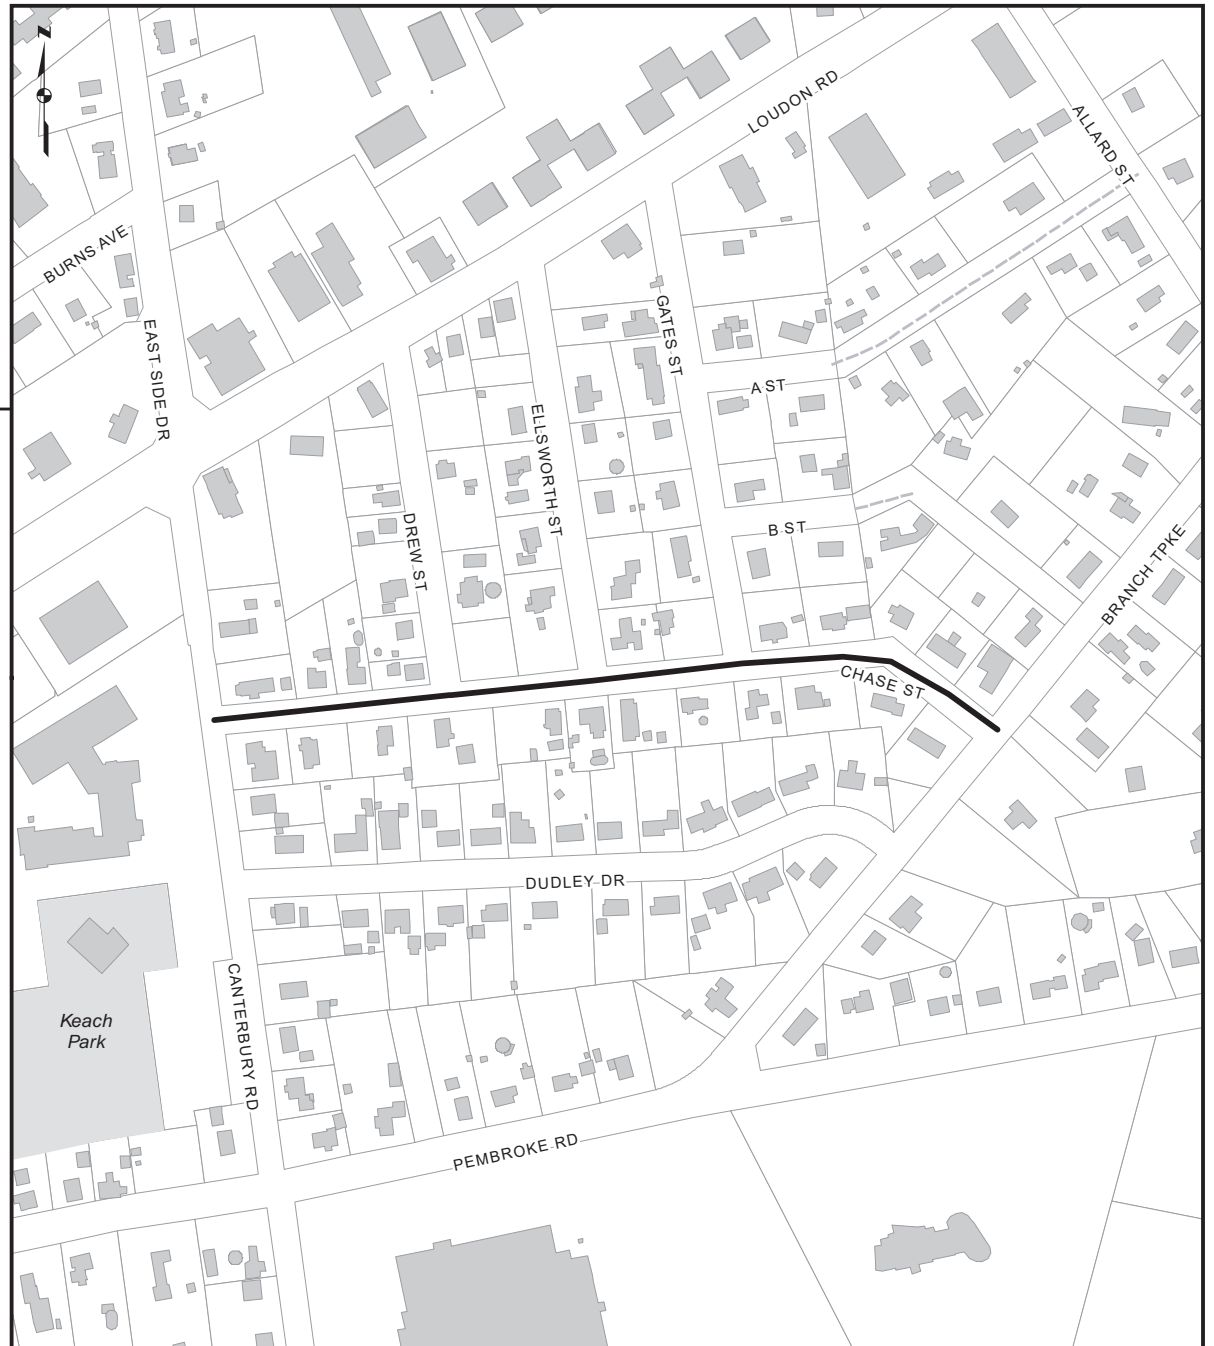 N
LOUDON RD
ALLARD ST
BURNS AVE
EAST SIDE DR
GATES ST
A ST
ELLSWORTH ST
DREW ST
B ST
BRANCH TPKE
CHASE ST
DUDLEY DR
CANTERBURY RD
Keach
Park
PEMBROKE RD